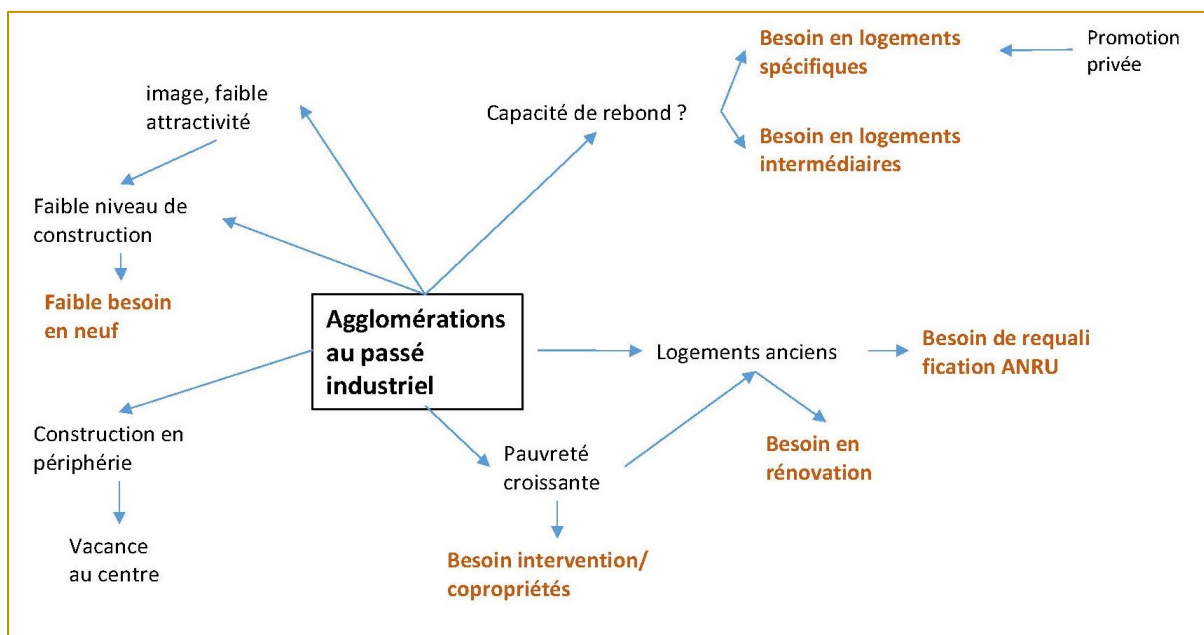 Besoin en logements
spécifiques
Promotion
privée
image, faible
attractivité
Capacité de rebond ?
Besoin en logements
intermédiaires
Faible niveau de
construction
Faible besoin
en neuf
Agglomérations
au passé
industriel
Logements anciens
Besoin de requali
fication ANRU
Construction en
périphérie
Pauvreté
croissante
Besoin en
rénovation
Vacance
au centre
Besoin intervention/
copropriétés